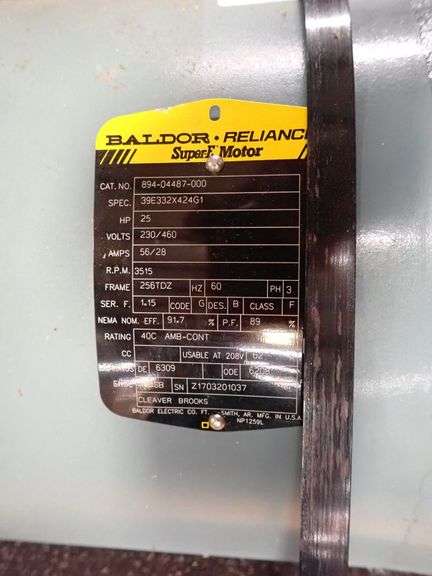 BALDOR • RELIANC
Super-E Motor
CAT. NO. 894-04487-000
SPEC. 39E332X424G1
HP 25
VOLTS 230/460
AMPS 56/28
R.P.M. 3515
FRAME 256TDZ HZ 60 PH 3
SER. F. 1.15 CODE G DES. B CLASS F
NEMA NOM. EFF. 91.7 % P.F. 89 %
RATING 40C AMB-CONT
CC USABLE AT 208V 62
DE 6309 ODE 6208
SN Z1703201037
CLEAVER BROOKS
BALDOR ELECTRIC CO. FT. SMITH, AR. MFG. IN U.S.A.
NP1259L